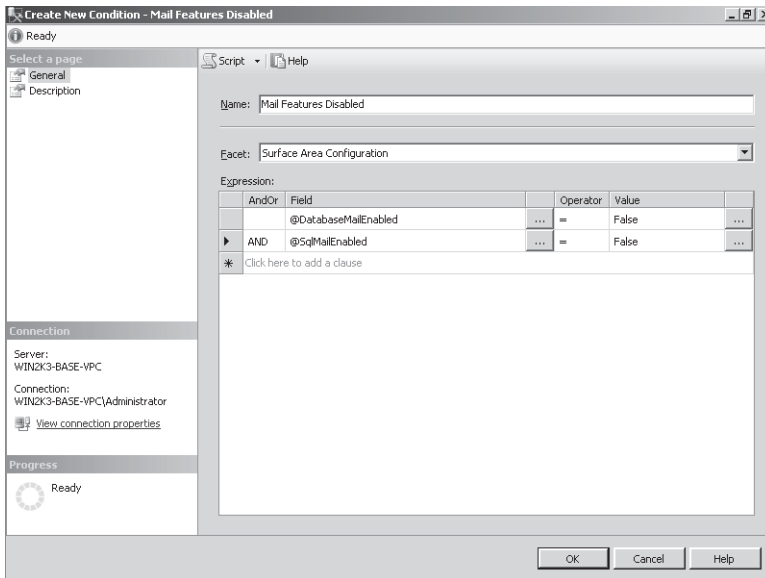 Create New Condition - Mail Features Disabled
Ready
Select a page
General
Description
Script
Help
Name: Mail Features Disabled
Facet: Surface Area Configuration
Expression:
AndOr Field Operator Value
@DatabaseMailEnabled ... = False ...
AND @SqlMailEnabled ... = False ...
Click here to add a clause
Connection
Server:
WIN2K3-BASE-VPC
Connection:
WIN2K3-BASE-VPC\Administrator
View connection properties
Progress
Ready
OK Cancel Help